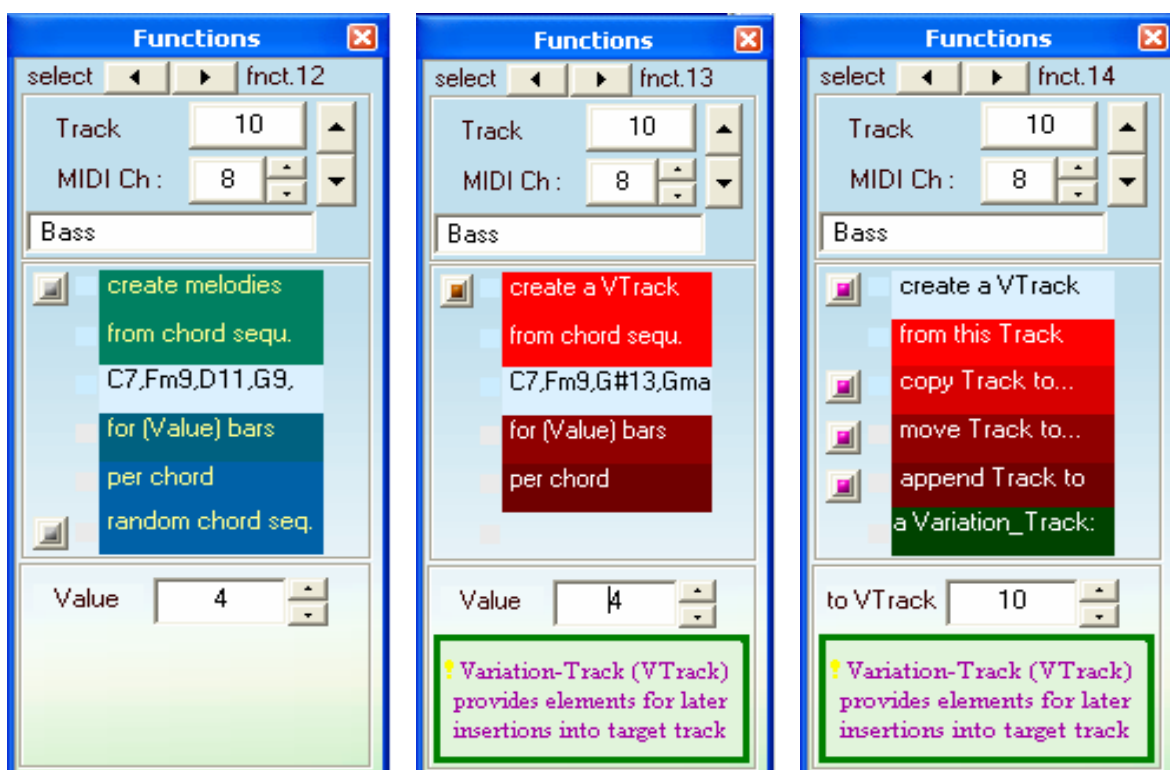 Functions
select fnct.12
Track 10
MIDI Ch : 8
Bass
create melodies
from chord sequ.
C7,Fm9,D11,G9,
for (Value) bars
per chord
random chord seq.
Value 4
Functions
select fnct.13
Track 10
MIDI Ch : 8
Bass
create a VTrack
from chord sequ.
C7,Fm9,G#13,Gma
for (Value) bars
per chord
Value 4
! Variation-Track (VTrack)
provides elements for later
insertions into target track
Functions
select fnct.14
Track 10
MIDI Ch : 8
Bass
create a VTrack
from this Track
copy Track to...
move Track to...
append Track to
a Variation_Track:
to VTrack 10
! Variation-Track (VTrack)
provides elements for later
insertions into target track